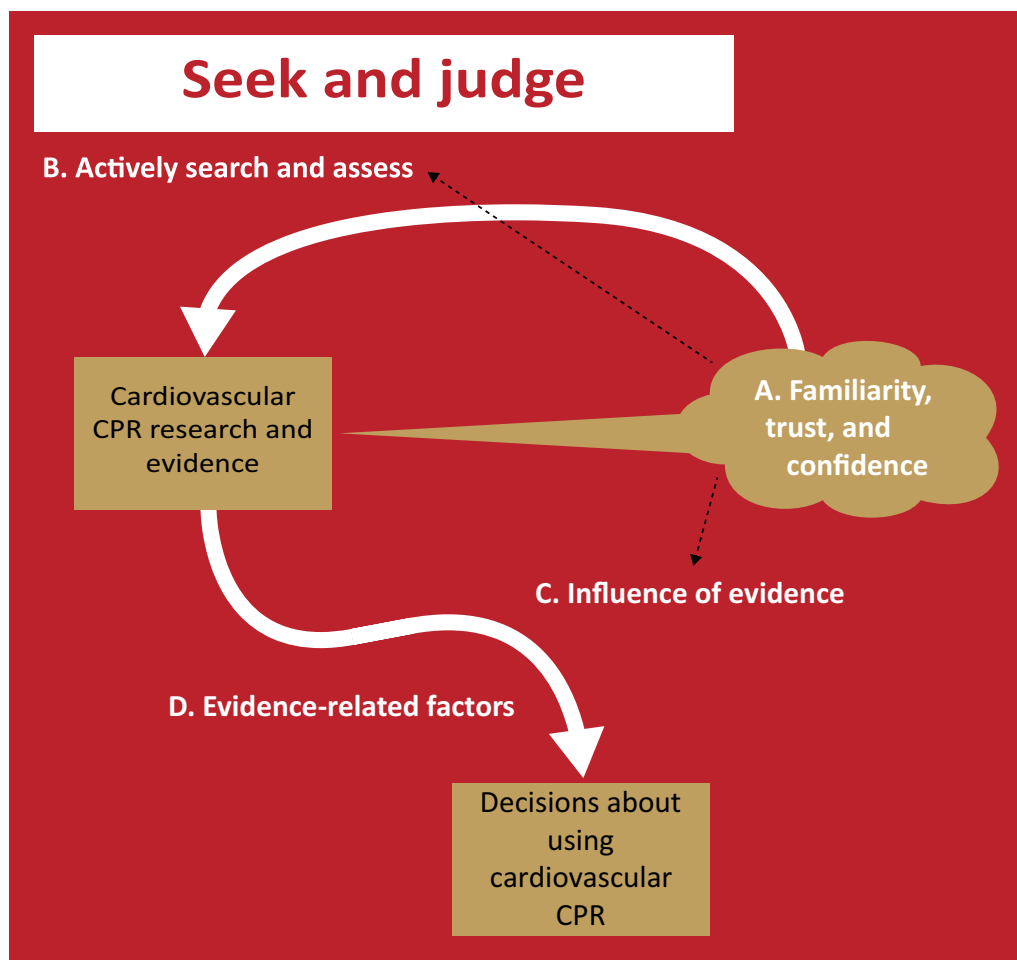 Seek and judge
B. Actively search and assess
Cardiovascular
CPR research and
evidence
A. Familiarity,
trust, and
confidence
C. Influence of evidence
D. Evidence-related factors
Decisions about
using
cardiovascular
CPR